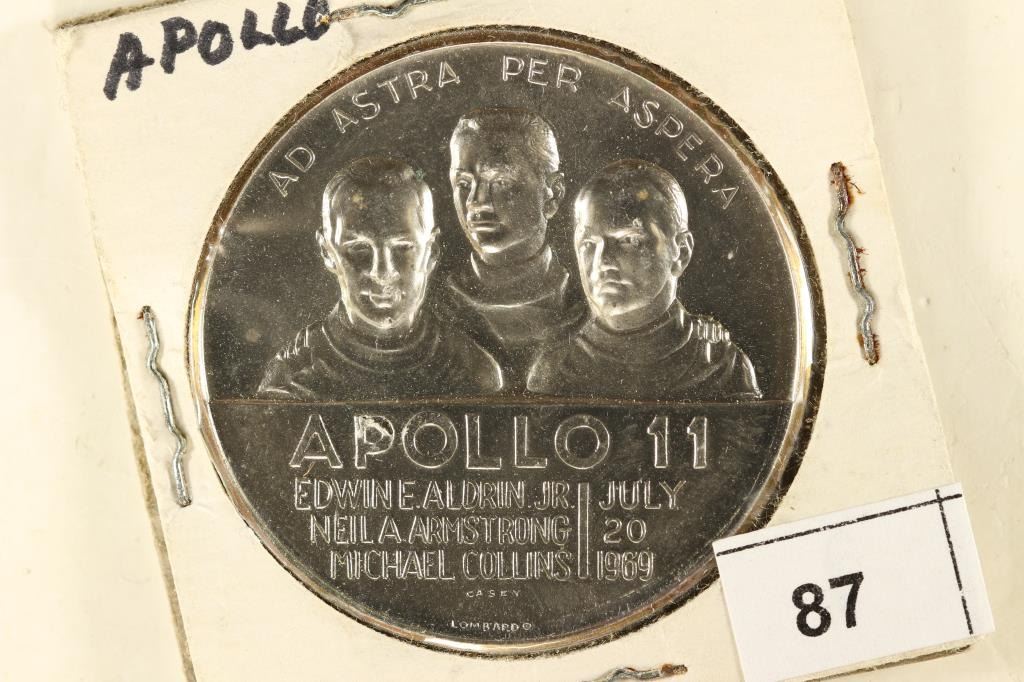 APOLLO
AD ASTRA PER ASPERA
APOLLO 11
EDWIN E. ALDRIN. JR. JULY
NEIL A. ARMSTRONG 20
MICHAEL COLLINS 1969
CASEY
LOMBARDO
87